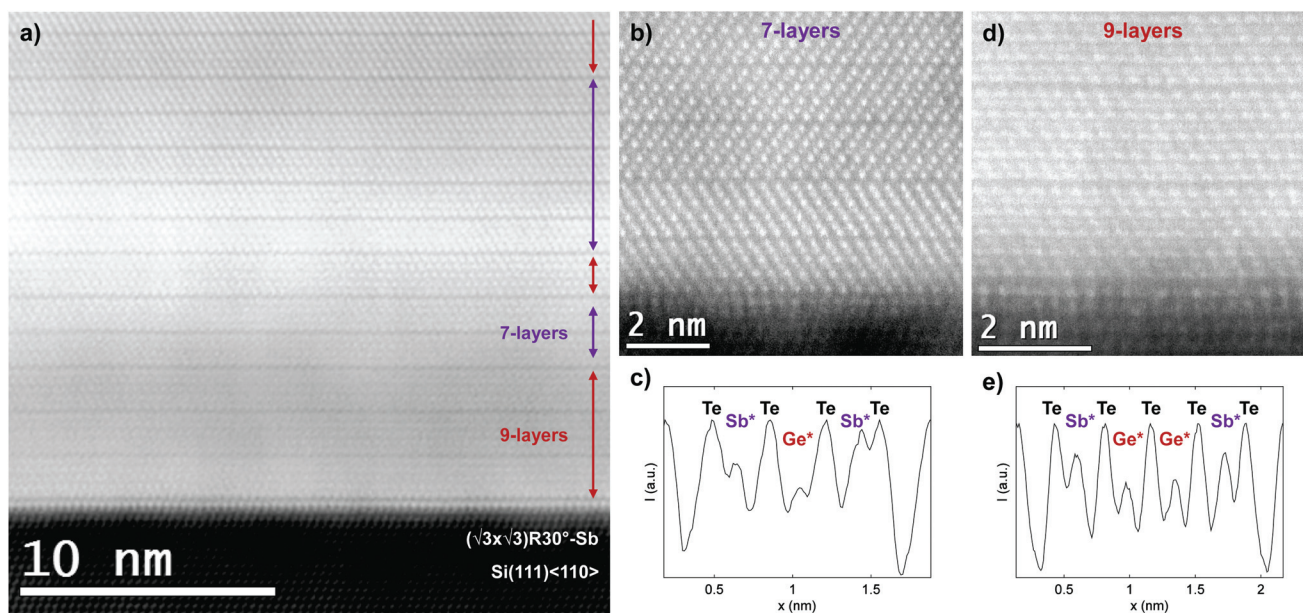 a)
7-layers
9-layers
(√3x√3)R30°-Sb
Si(111)<110>
10 nm
b)
7-layers
2 nm
d)
9-layers
2 nm
c)
Te Te Te Te
Sb* Sb*
Ge*
I (a.u.)
0.5 1 1.5
x (nm)
e)
Te Te Te Te Te
Sb* Sb*
Ge* Ge*
I (a.u.)
0.5 1 1.5 2
x (nm)